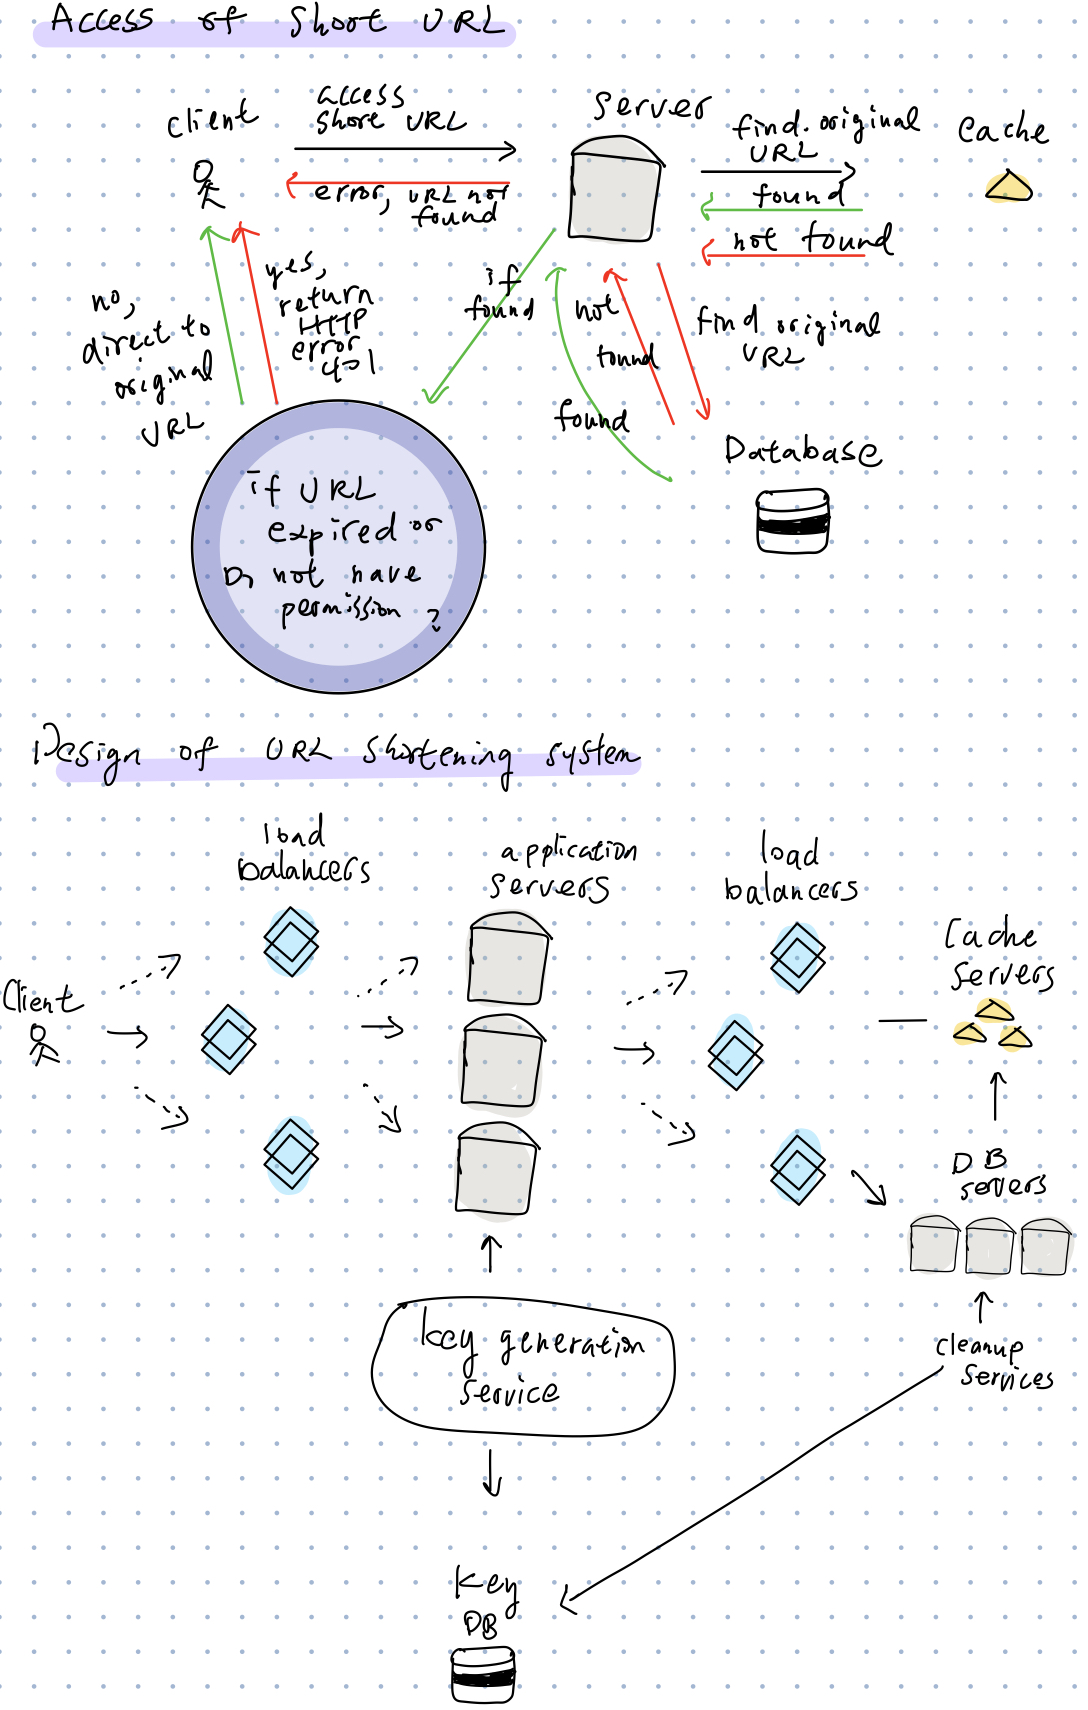 Access of Short URL
client
access
short URL
server
find original
URL
cache
error, URL not
found
found
not found
no,
direct to
original
URL
yes,
return
HTTP
error
401
if
found
not
found
find original
URL
found
Database
if URL
expired or
Do not have
permission ?
Design of URL shortening system
load
balancers
application
servers
load
balancers
Cache
servers
Client
DB
servers
key generation
service
cleanup
services
Key
DB